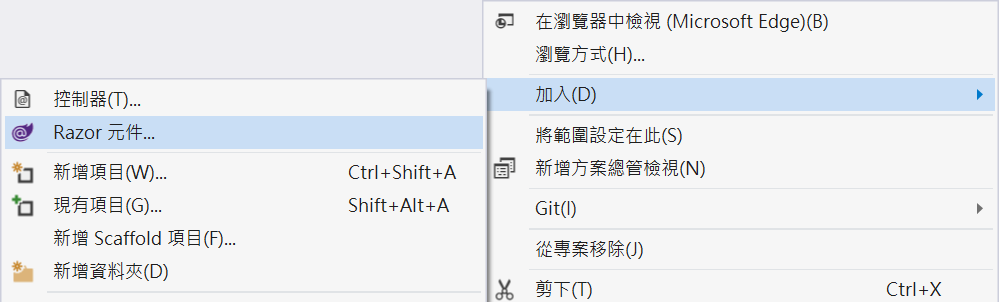 在瀏覽器中檢視 (Microsoft Edge)(B)
瀏覽方式(H)...
加入(D)
將範圍設定在此(S)
新增方案總管檢視(N)
Git(I)
從專案移除(J)
剪下(T) Ctrl+X
控制器(T)...
Razor 元件...
新增項目(W)... Ctrl+Shift+A
現有項目(G)... Shift+Alt+A
新增 Scaffold 項目(F)...
新增資料夾(D)